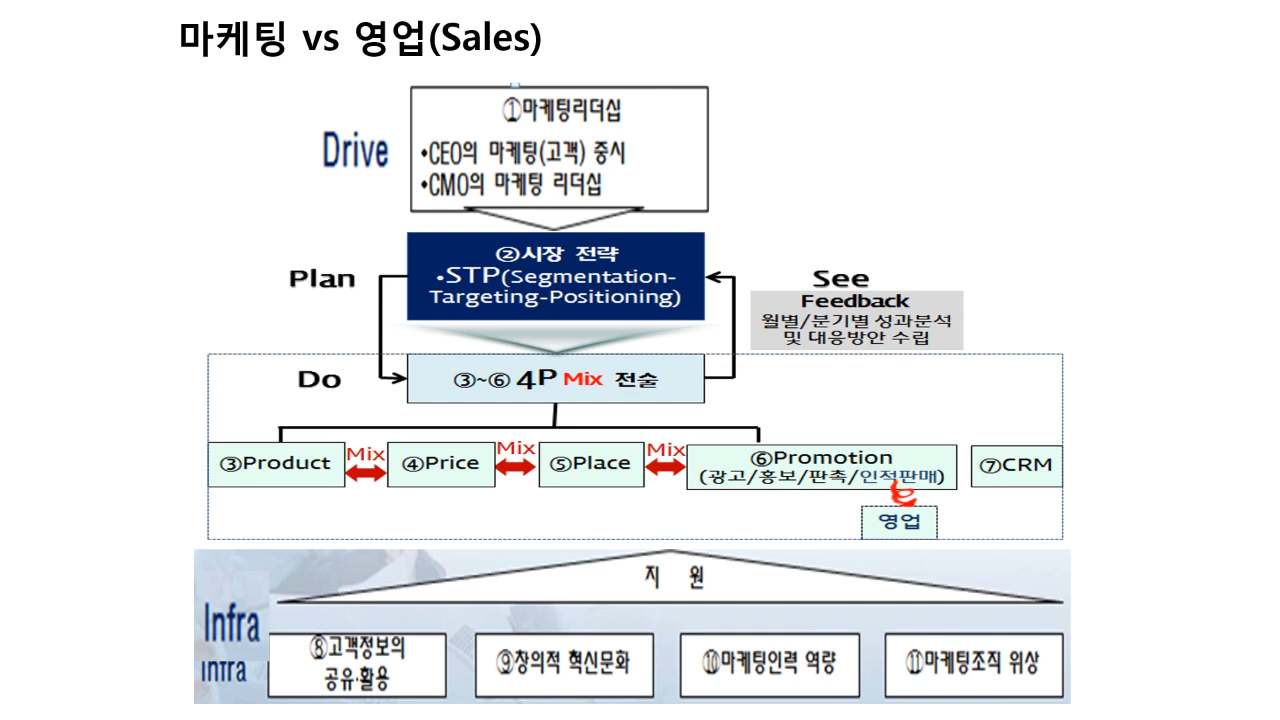 마케팅 vs 영업(Sales)
Drive
①마케팅리더십
•CEO의 마케팅(고객) 중시
•CMO의 마케팅 리더십
Plan
②시장 전략
•STP(Segmentation-
Targeting-Positioning)
See
Feedback
월별/분기별 성과분석
및 대응방안 수립
Do
③~⑥ 4P Mix 전술
③Product
Mix
④Price
Mix
⑤Place
Mix
⑥Promotion
(광고/홍보/판촉/인적판매)
⑦CRM
영업
지 원
Infra
Intra
⑧고객정보의
공유·활용
⑨창의적 혁신문화
⑩마케팅인력 역량
⑪마케팅조직 위상